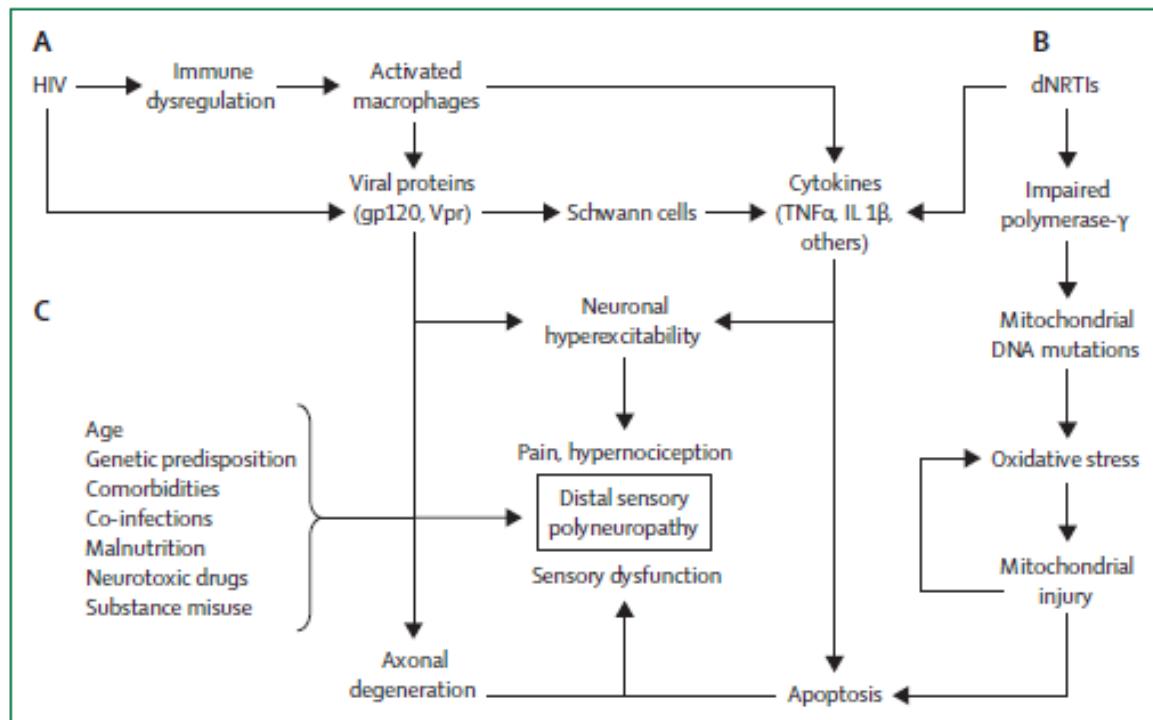 A
B
HIV
Immune
dysregulation
Activated
macrophages
dNRTIs
Viral proteins
(gp120, Vpr)
Schwann cells
Cytokines
(TNFα, IL 1β,
others)
Impaired
polymerase-γ
C
Neuronal
hyperexcitability
Mitochondrial
DNA mutations
Age
Genetic predisposition
Comorbidities
Co-infections
Malnutrition
Neurotoxic drugs
Substance misuse
Pain, hypernociception
Distal sensory
polyneuropathy
Sensory dysfunction
Oxidative stress
Mitochondrial
injury
Axonal
degeneration
Apoptosis